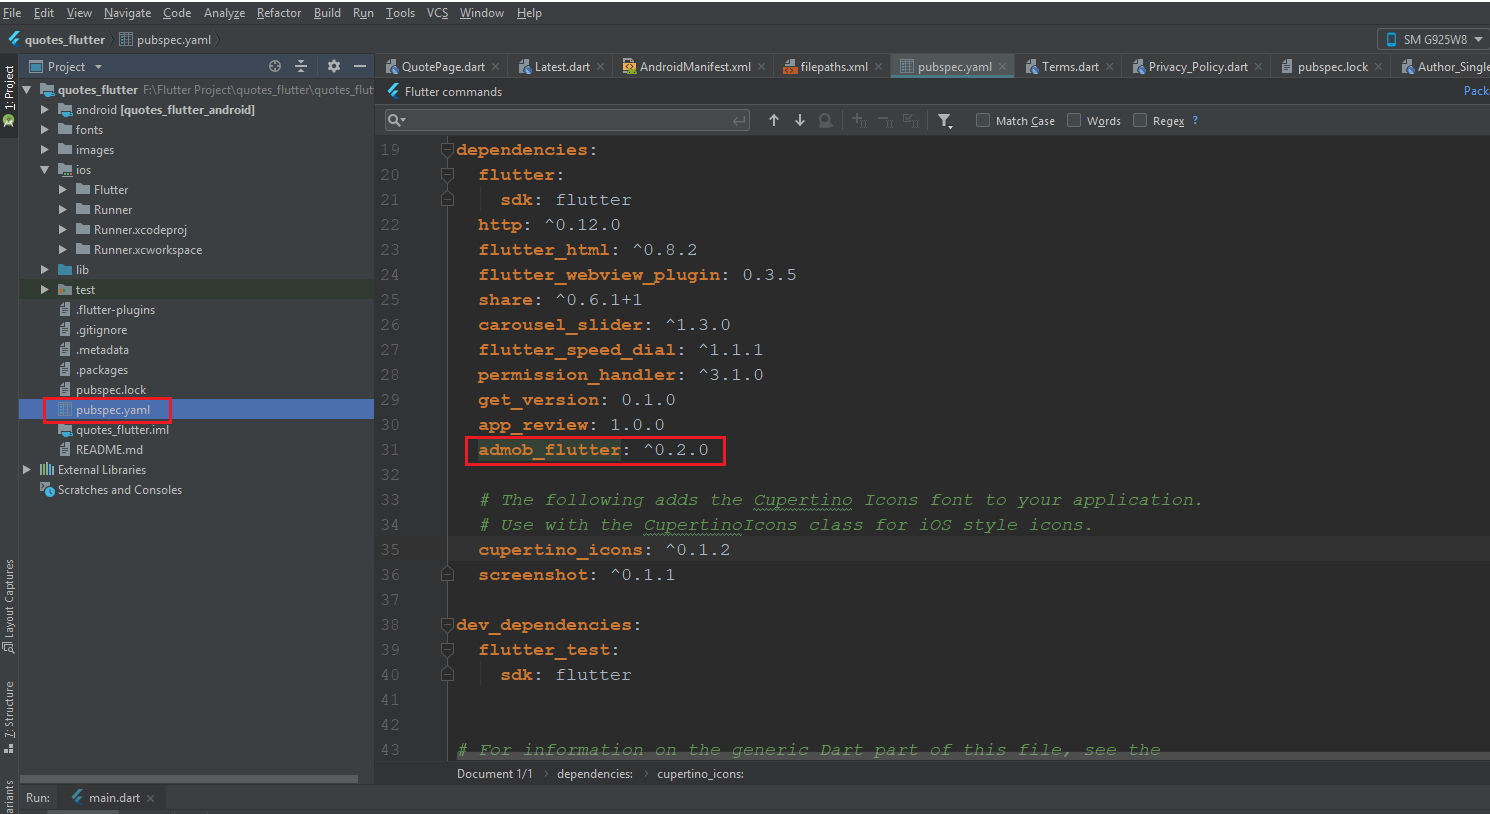 File Edit View Navigate Code Analyze Refactor Build Run Tools VCS Window Help
quotes_flutter pubspec.yaml SM G925W8
1: Project
Project
QuotePage.dart Latest.dart AndroidManifest.xml filepaths.xml pubspec.yaml Terms.dart Privacy_Policy.dart pubspec.lock Author_Single
quotes_flutter F:\Flutter Project\quotes_flutter\quotes_flut
Flutter commands Pack
android [quotes_flutter_android]
fonts
images
ios
Flutter
Runner
Runner.xcodeproj
Runner.xcworkspace
lib
test
.flutter-plugins
.gitignore
.metadata
.packages
pubspec.lock
pubspec.yaml
quotes_flutter.iml
README.md
External Libraries
Scratches and Consoles
Match Case Words Regex ?
19 dependencies:
20 flutter:
21 sdk: flutter
22 http: ^0.12.0
23 flutter_html: ^0.8.2
24 flutter_webview_plugin: 0.3.5
25 share: ^0.6.1+1
26 carousel_slider: ^1.3.0
27 flutter_speed_dial: ^1.1.1
28 permission_handler: ^3.1.0
29 get_version: 0.1.0
30 app_review: 1.0.0
31 admob_flutter: ^0.2.0
32
33 # The following adds the Cupertino Icons font to your application.
34 # Use with the CupertinoIcons class for iOS style icons.
35 cupertino_icons: ^0.1.2
36 screenshot: ^0.1.1
37
38 dev_dependencies:
39 flutter_test:
40 sdk: flutter
41
42
43 # For information on the generic Dart part of this file, see the
Layout Captures
7: Structure
ariants
Document 1/1 dependencies: cupertino_icons:
Run: main.dart